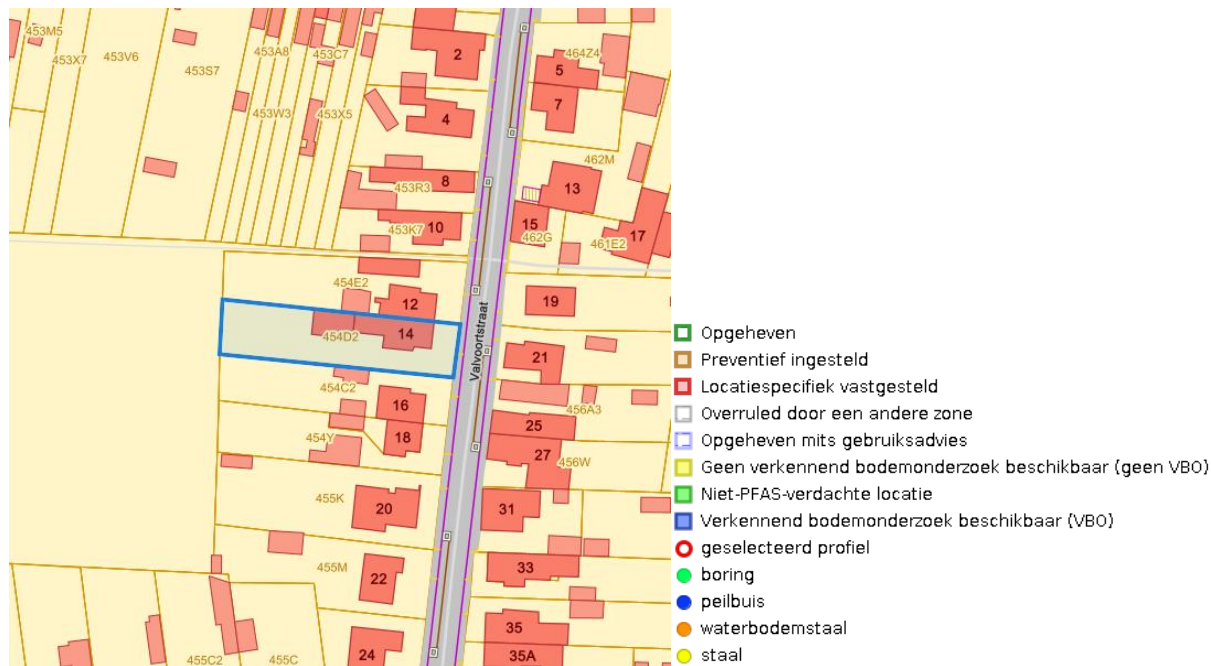 453M5
453X7
453V6
453S7
453A8
453C7
2
464Z4
5
7
453W3
453X5
4
462M
8
453R3
13
10
453K7
15
462G
461E2
17
454E2
12
19
454D2
14
Valvoortstraat
21
454C2
16
456A3
454Y
18
25
27
456W
455K
20
31
455M
22
33
35
455C2
455C
24
35A
Opgeheven
Preventief ingesteld
Locatiespecifiek vastgesteld
Overruled door een andere zone
Opgeheven mits gebruiksadvies
Geen verkennend bodemonderzoek beschikbaar (geen VBO)
Niet-PFAS-verdachte locatie
Verkennend bodemonderzoek beschikbaar (VBO)
geselecteerd profiel
boring
peilbuis
waterbodemstaal
staal